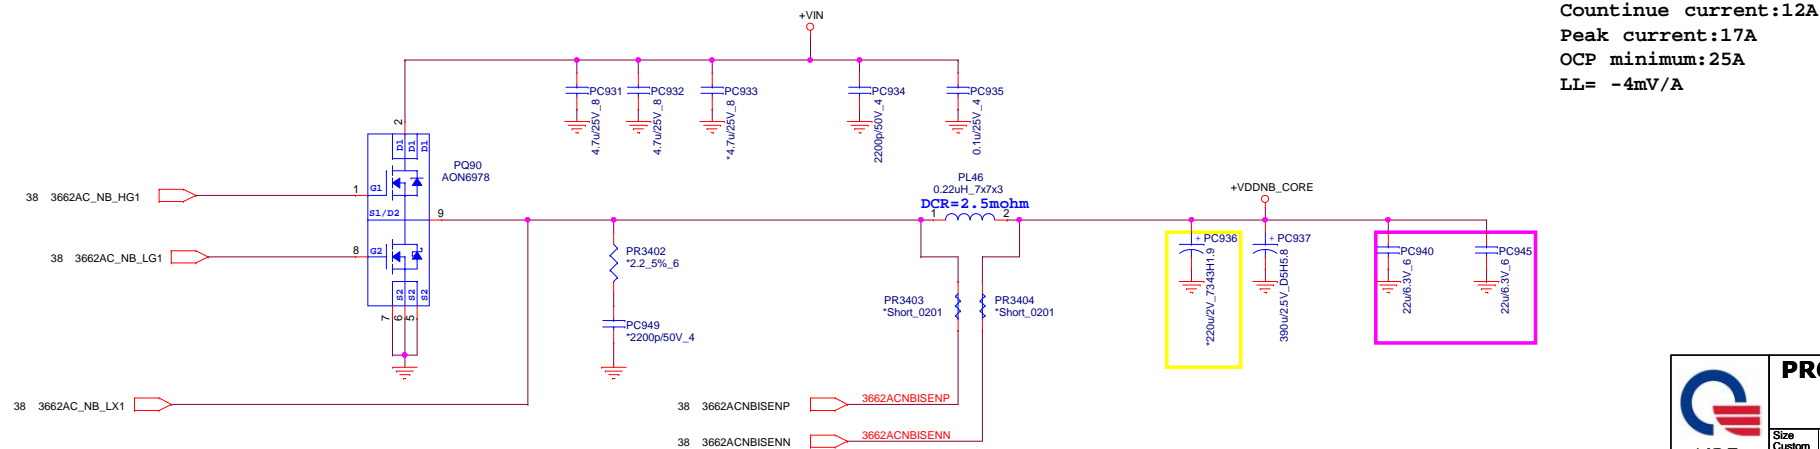 Countinue current:12A
Peak current:17A
OCP minimum:25A
LL= -4mV/A
+VIN
PC931
4.7u/25V_8
PC932
4.7u/25V_8
PC933
*4.7u/25V_8
PC934
2200p/50V_4
PC935
0.1u/25V_4
2
D1
D1
D1
PQ90
AON6978
38 3662AC_NB_HG1
1
G1
S1/D2
9
38 3662AC_NB_LG1
8
G2
S2
S2
S2
7
6
5
PL46
0.22uH_7x7x3
DCR=2.5mohm
1
2
+VDDNB_CORE
PR3402
*2.2_5%_6
PC949
*2200p/50V_4
PR3403
*Short_0201
PR3404
*Short_0201
+ PC936
*220u/2V_7343H1.9
+ PC937
390u/2.5V_D5H5.8
PC940
22u/6.3V_6
PC945
22u/6.3V_6
38 3662AC_NB_LX1
38 3662ACNBISENP
3662ACNBISENP
38 3662ACNBISENN
3662ACNBISENN
Size
Custom